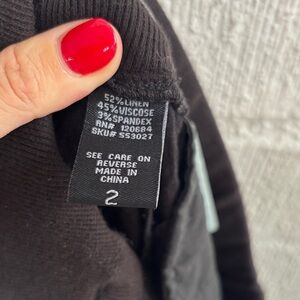 52%LINEN
45%VISCOSE
3%SPANDEX
RN# 120684
SKU# 553027
SEE CARE ON
REVERSE
MADE IN
CHINA
2